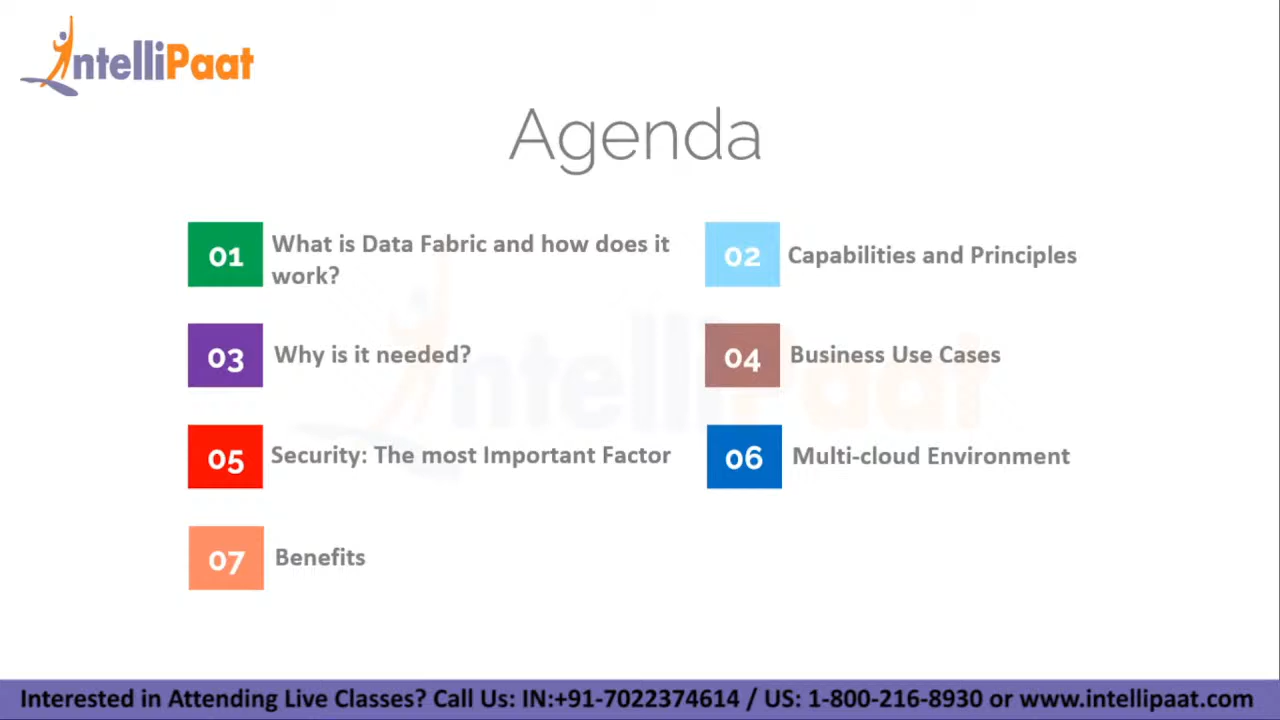 IntelliPaat
Agenda
01
What is Data Fabric and how does it
work?
02
Capabilities and Principles
03
Why is it needed?
04
Business Use Cases
05
Security: The most Important Factor
06
Multi-cloud Environment
07
Benefits
IntelliPaat
Interested in Attending Live Classes? Call Us: IN:+91-7022374614 / US: 1-800-216-8930 or www.intellipaat.com